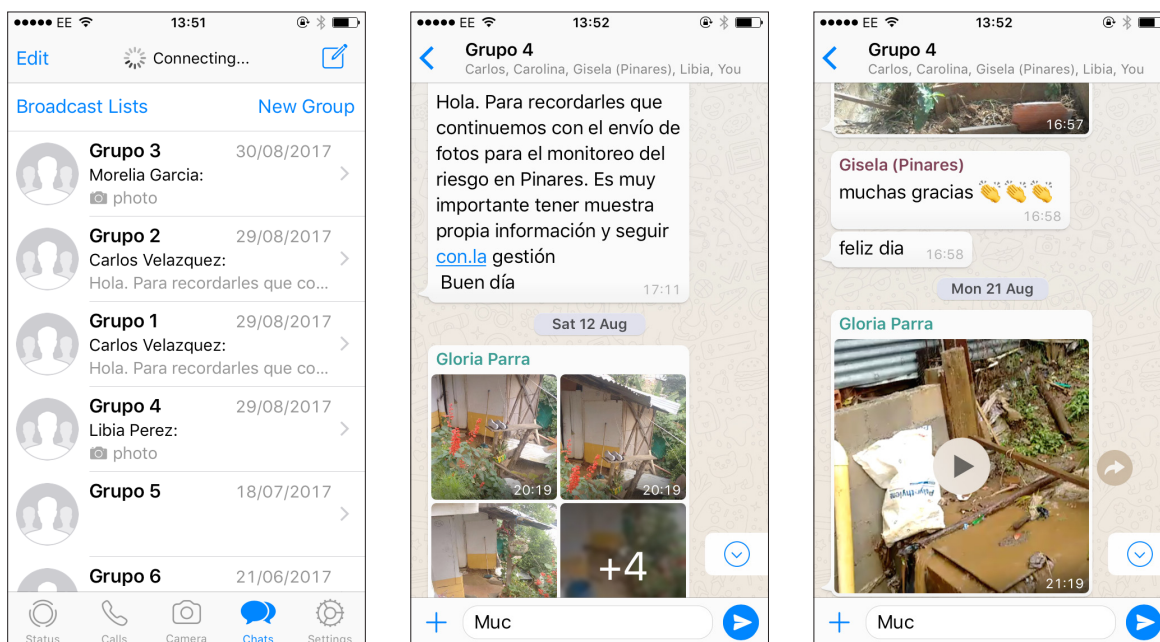 ●●●●● EE 13:51
Edit Connecting...
Broadcast Lists New Group
Grupo 3 30/08/2017
Morelia Garcia:
photo
Grupo 2 29/08/2017
Carlos Velazquez:
Hola. Para recordarles que co...
Grupo 1 29/08/2017
Carlos Velazquez:
Hola. Para recordarles que co...
Grupo 4 29/08/2017
Libia Perez:
photo
Grupo 5 18/07/2017
Grupo 6 21/06/2017
Status Calls Camera Chats Settings
●●●●● EE 13:52
Grupo 4
Carlos, Carolina, Gisela (Pinares), Libia, You
Hola. Para recordarles que
continuemos con el envío de
fotos para el monitoreo del
riesgo en Pinares. Es muy
importante tener muestra
propia información y seguir
con.la gestión
Buen día
17:11
Sat 12 Aug
Gloria Parra
20:19 20:19
+4
Muc
●●●●● EE 13:52
Grupo 4
Carlos, Carolina, Gisela (Pinares), Libia, You
16:57
Gisela (Pinares)
muchas gracias 👏👏👏
16:58
feliz dia 16:58
Mon 21 Aug
Gloria Parra
21:19
Muc